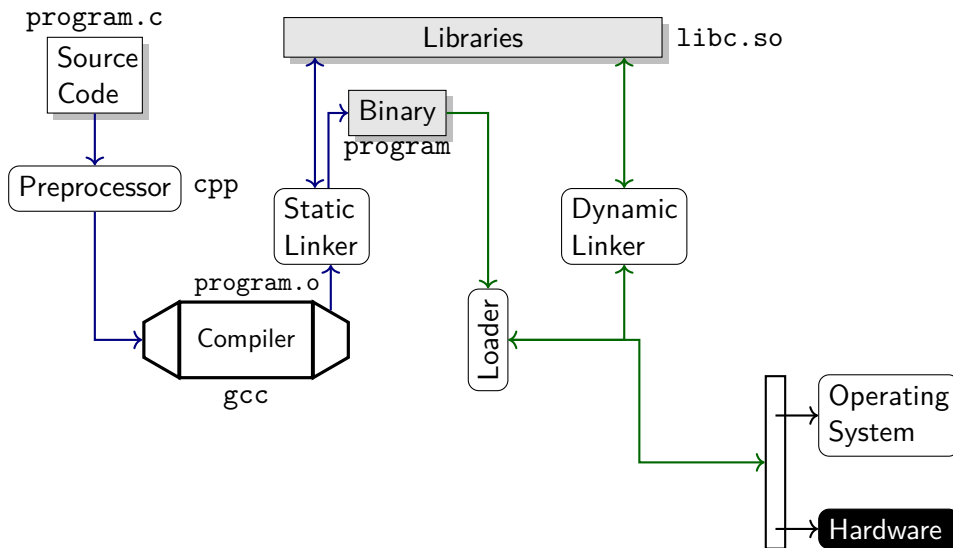 program.c
Source
Code
Preprocessor
cpp
Libraries
libc.so
Binary
program
Static
Linker
Dynamic
Linker
program.o
Compiler
gcc
Loader
Operating
System
Hardware